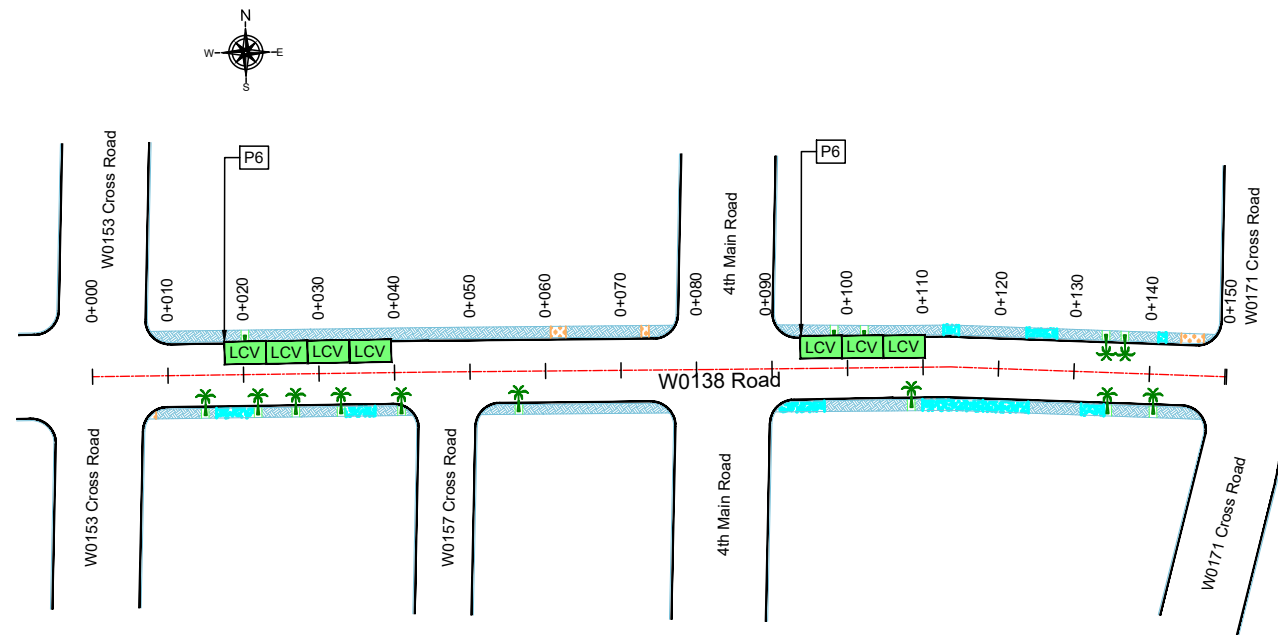 N
W
E
S
P6
P6
W0153 Cross Road
4th Main Road
W0171 Cross Road
0+000
0+010
0+020
0+030
0+040
0+050
0+060
0+070
0+080
0+090
0+100
0+110
0+120
0+130
0+140
0+150
LCV
LCV
LCV
LCV
LCV
LCV
LCV
W0138 Road
W0153 Cross Road
W0157 Cross Road
4th Main Road
W0171 Cross Road